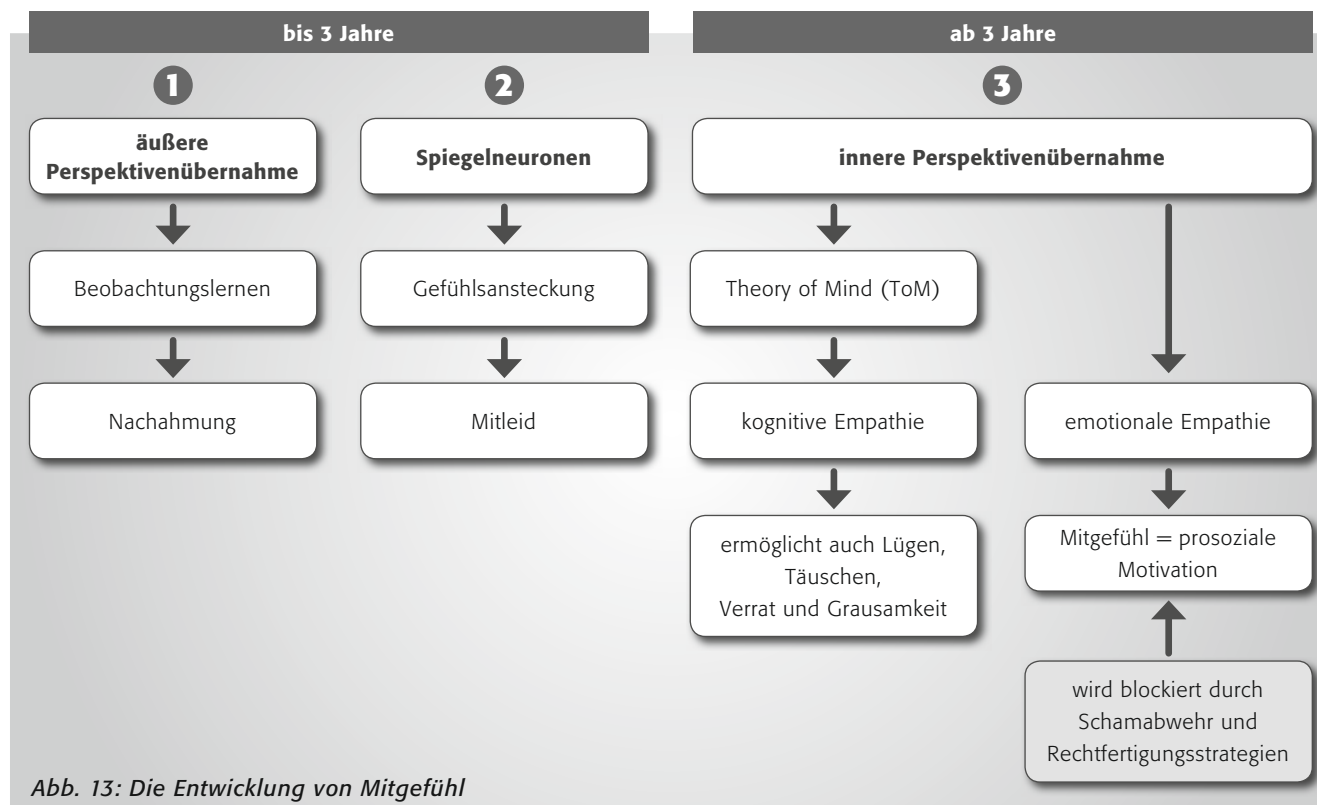 bis 3 Jahre
ab 3 Jahre
1
2
3
äußere
Perspektivenübernahme
Spiegelneuronen
innere Perspektivenübernahme
Beobachtungslernen
Gefühlsansteckung
Theory of Mind (ToM)
Nachahmung
Mitleid
kognitive Empathie
emotionale Empathie
ermöglicht auch Lügen,
Täuschen,
Verrat und Grausamkeit
Mitgefühl = prosoziale
Motivation
wird blockiert durch
Schamabwehr und
Rechtfertigungsstrategien
Abb. 13: Die Entwicklung von Mitgefühl